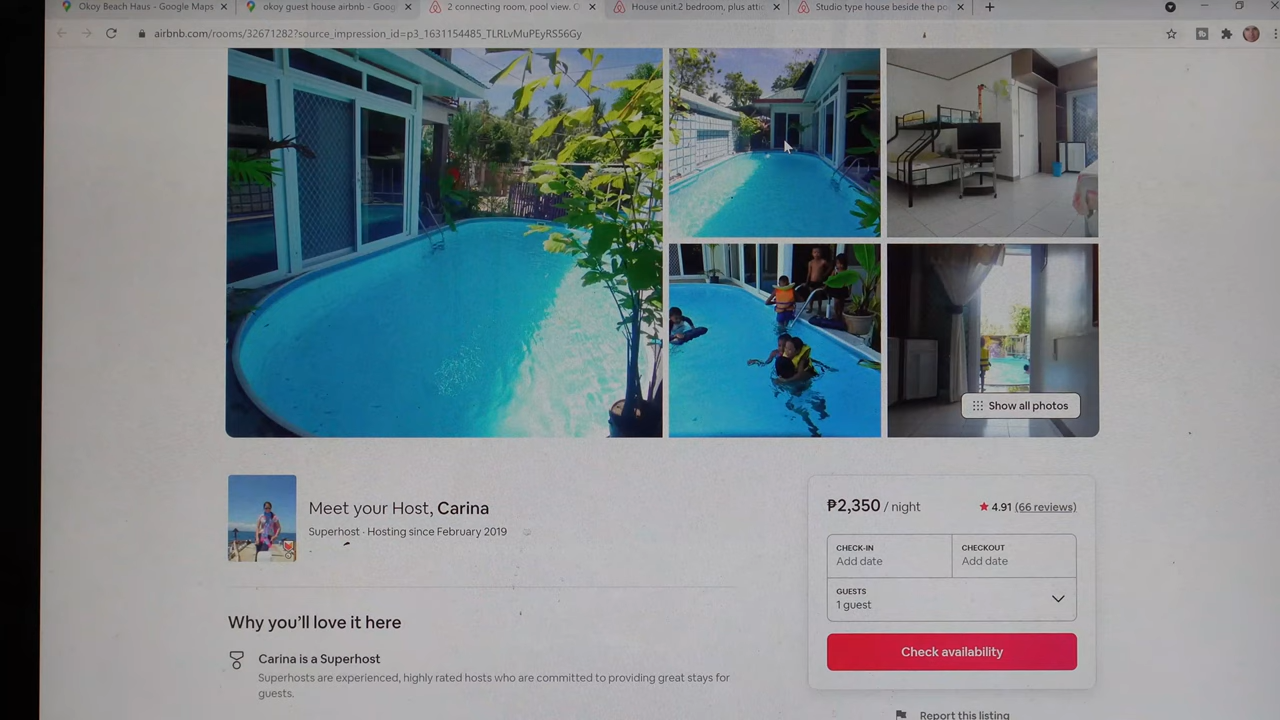 Okoy Beach Haus - Google Maps
okoy guest house airbnb - Goog
2 connecting room, pool view. C
House unit.2 bedroom, plus attic
Studio type house beside the po
airbnb.com/rooms/32671282?source_impression_id=p3_1631154485_TLRLvMuPEyRS56Gy
Show all photos
Meet your Host, Carina
Superhost · Hosting since February 2019
₱2,350 / night
4.91 (66 reviews)
CHECK-IN
Add date
CHECKOUT
Add date
GUESTS
1 guest
Check availability
Why you'll love it here
Carina is a Superhost
Superhosts are experienced, highly rated hosts who are committed to providing great stays for
guests.
Report this listing